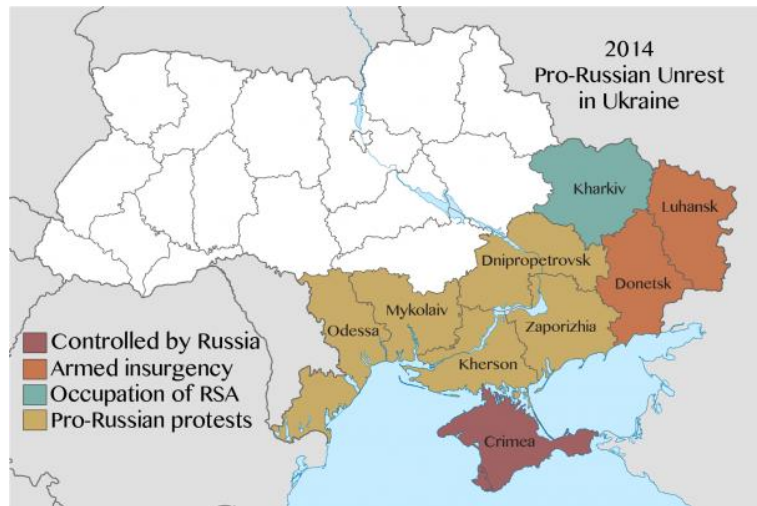 2014
Pro-Russian Unrest
in Ukraine
Kharkiv
Luhansk
Dnipropetrovsk
Donetsk
Mykolaiv
Odessa
Zaporizhia
Kherson
Crimea
Controlled by Russia
Armed insurgency
Occupation of RSA
Pro-Russian protests